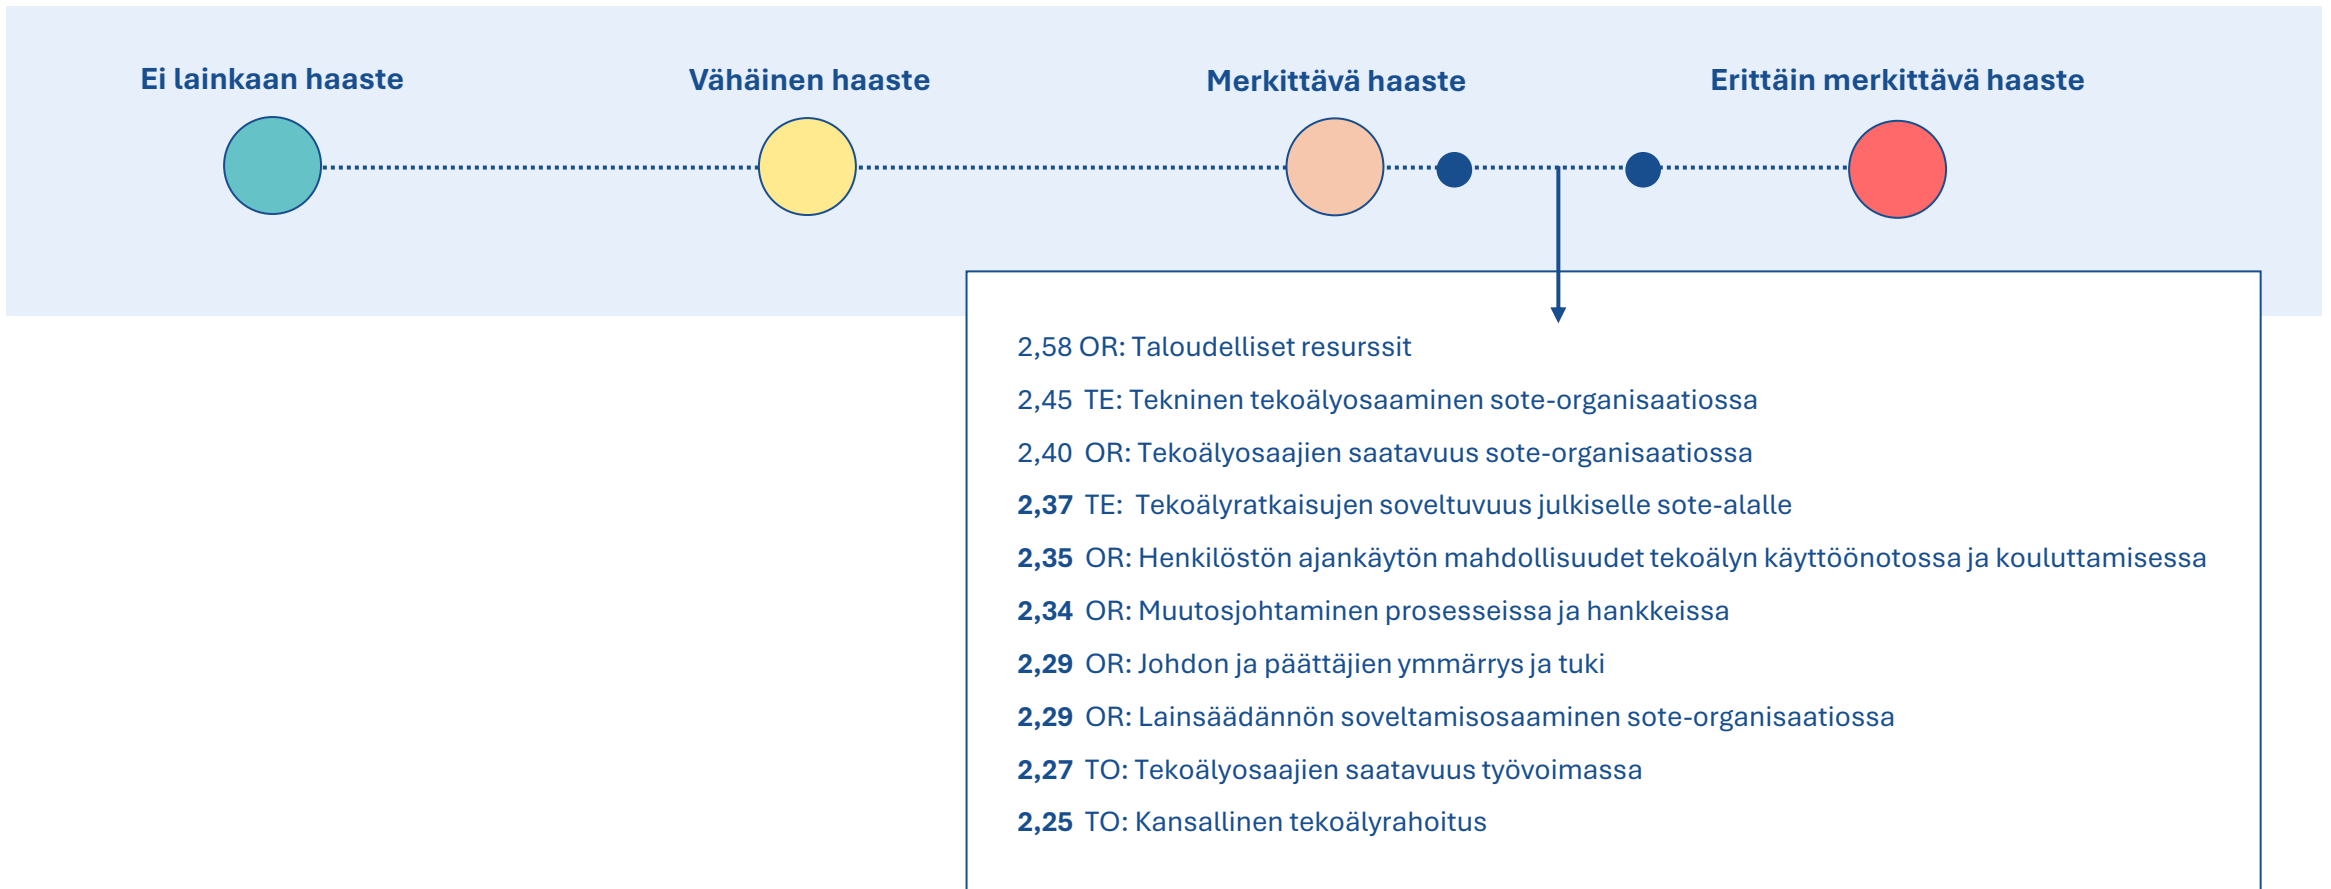 Ei lainkaan haaste
Vähäinen haaste
Merkittävä haaste
Erittäin merkittävä haaste
2,58 OR: Taloudelliset resurssit
2,45 TE: Tekninen tekoälyosaaminen sote-organisaatiossa
2,40 OR: Tekoälyosaajien saatavuus sote-organisaatiossa
2,37 TE: Tekoälyratkaisujen soveltuvuus julkiselle sote-alalle
2,35 OR: Henkilöstön ajankäytön mahdollisuudet tekoälyn käyttöönotossa ja kouluttamisessa
2,34 OR: Muutosjohtaminen prosesseissa ja hankkeissa
2,29 OR: Johdon ja päättäjien ymmärrys ja tuki
2,29 OR: Lainsäädännön soveltamisosaaminen sote-organisaatiossa
2,27 TO: Tekoälyosaajien saatavuus työvoimassa
2,25 TO: Kansallinen tekoälyrahoitus